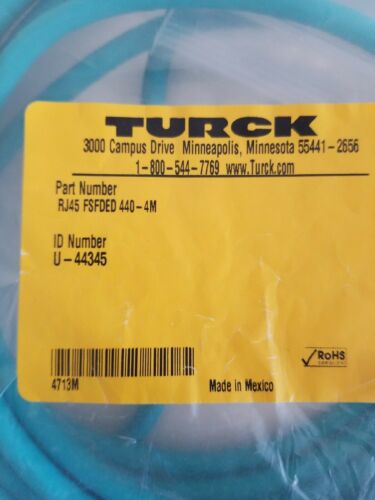 TURCK
3000 Campus Drive Minneapolis, Minnesota 55441-2656
1-800-544-7769 www.Turck.com
Part Number
RJ45 FSFDED 440-4M
ID Number
U-44345
RoHS
4713M
Made in Mexico